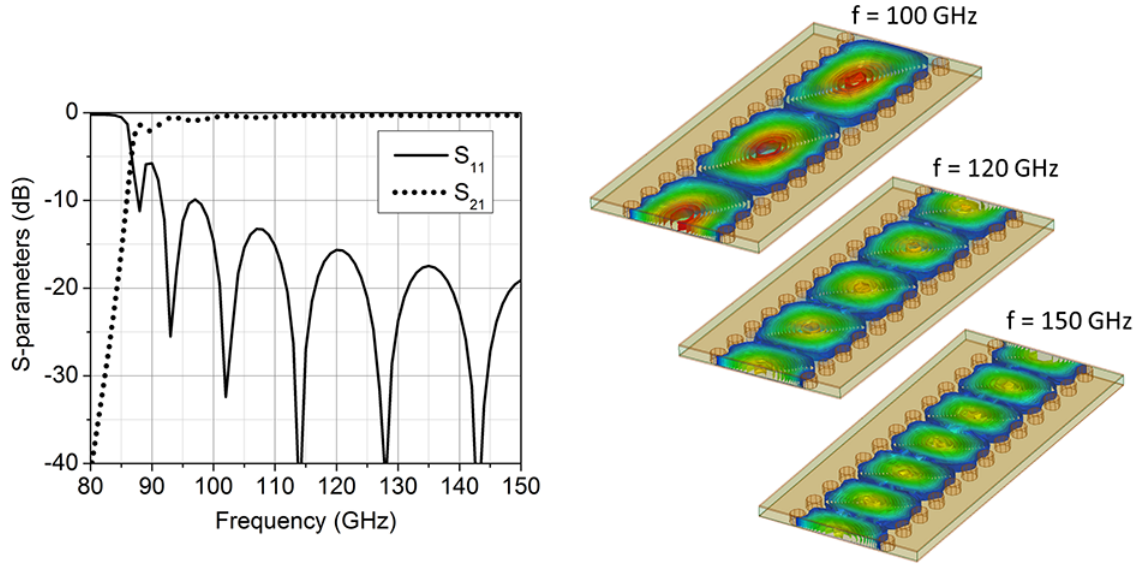 S-parameters (dB)
0
-10
-20
-30
-40
80 90 100 110 120 130 140 150
Frequency (GHz)
S11
S21
f = 100 GHz
f = 120 GHz
f = 150 GHz